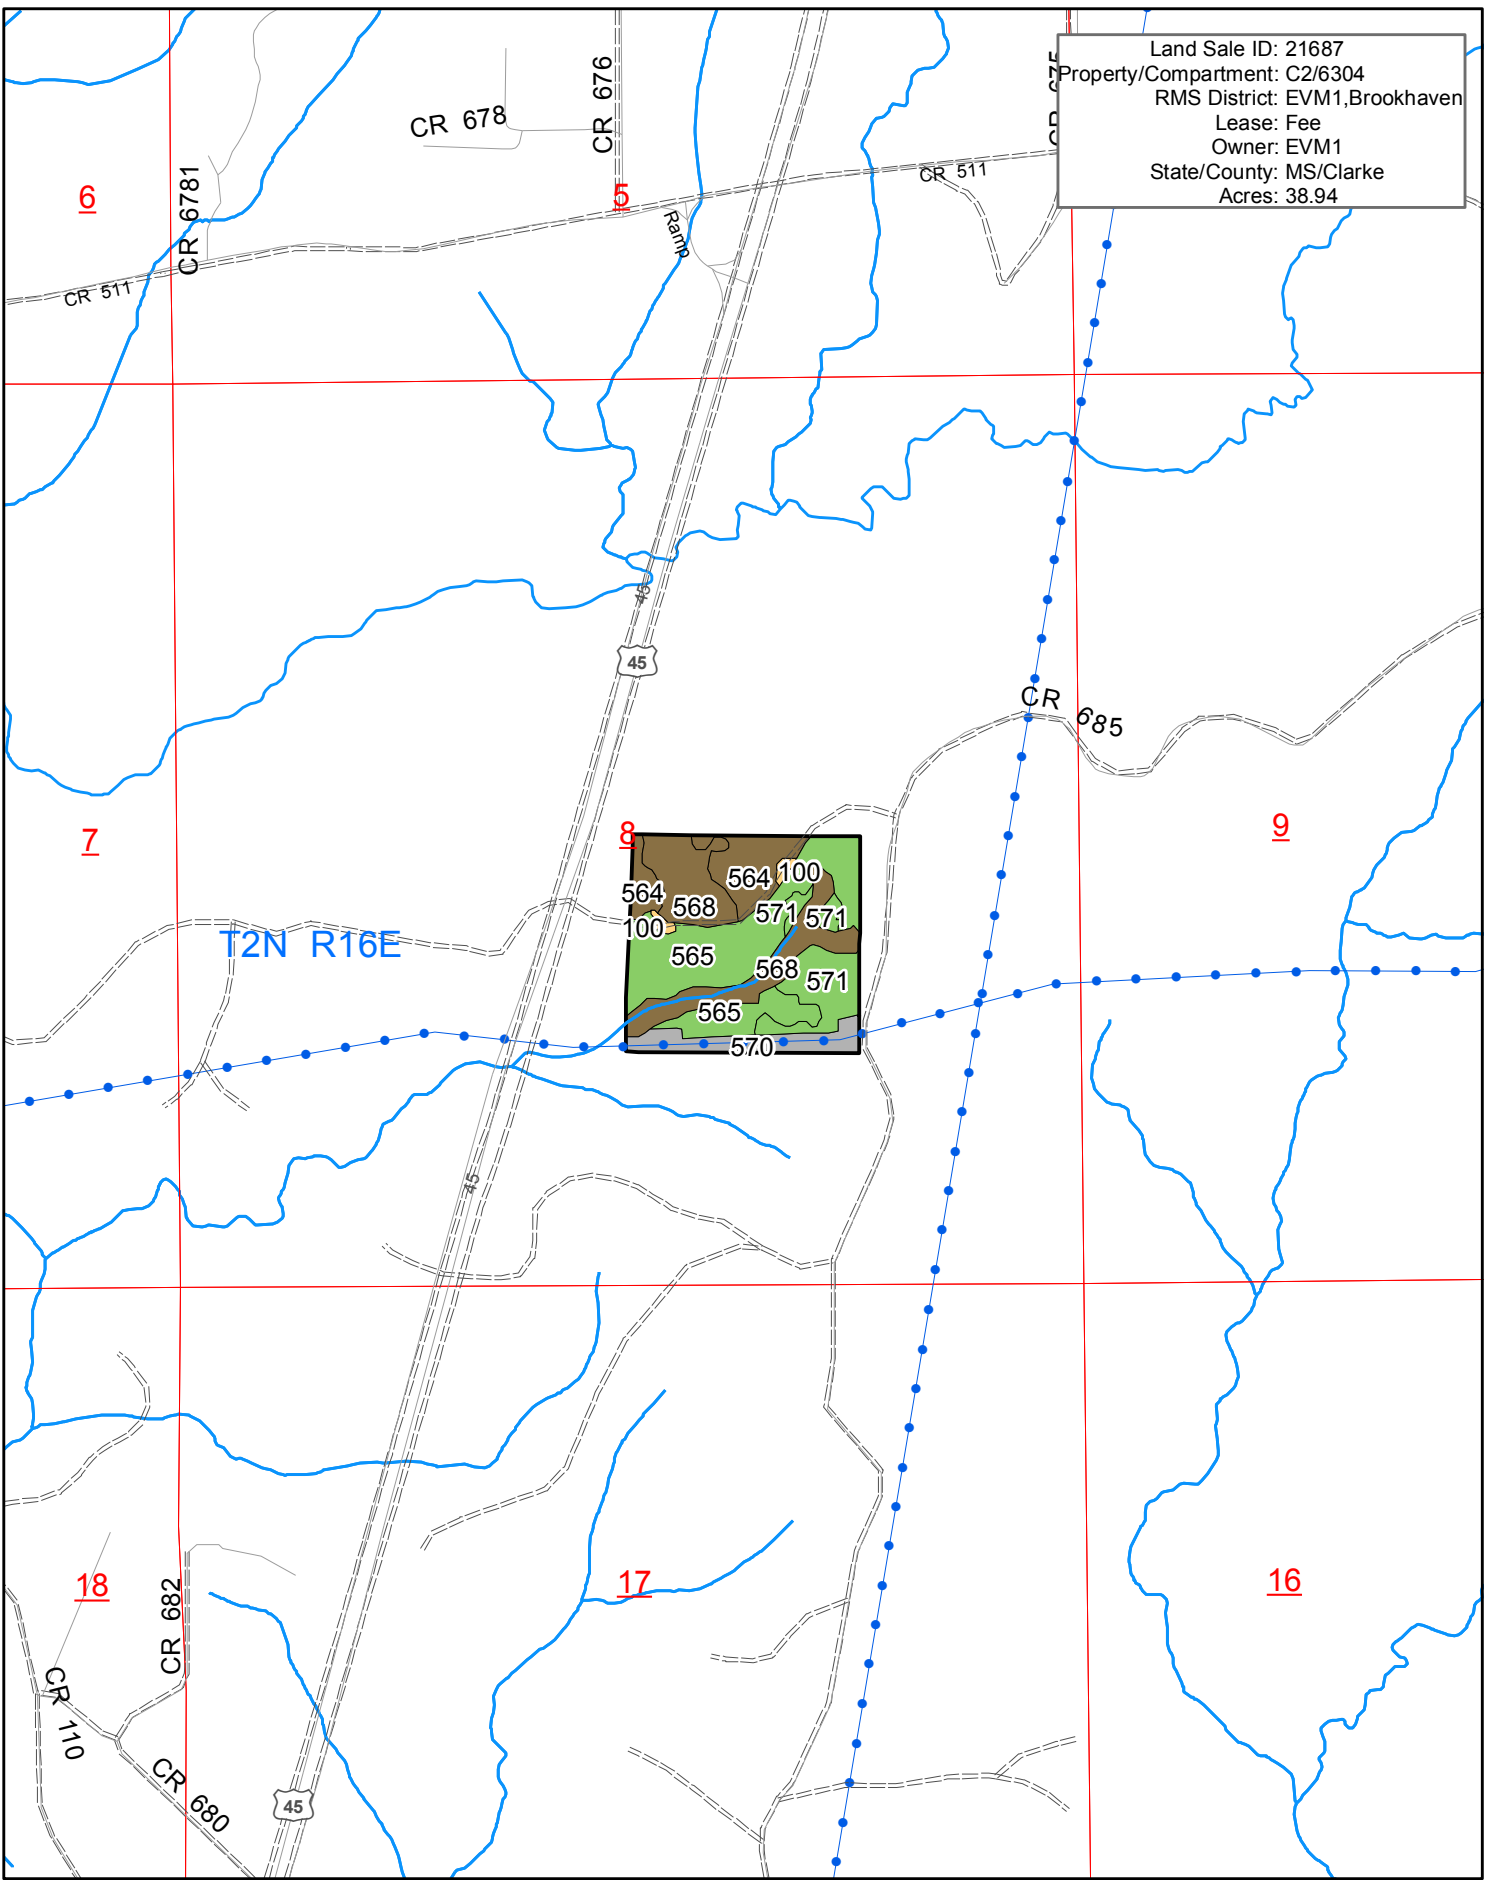 Land Sale ID: 21687
Property/Compartment: C2/6304
RMS District: EVM1,Brookhaven
Lease: Fee
Owner: EVM1
State/County: MS/Clarke
Acres: 38.94
CR 675
CR 676
CR 678
CR 511
6
CR 6781
5
Ramp
CR 511
45
45
CR 685
7
8
9
564
100
564
568
571
571
100
T2N R16E
565
568
571
565
570
45
18
CR 682
17
16
CR 110
CR 680
45